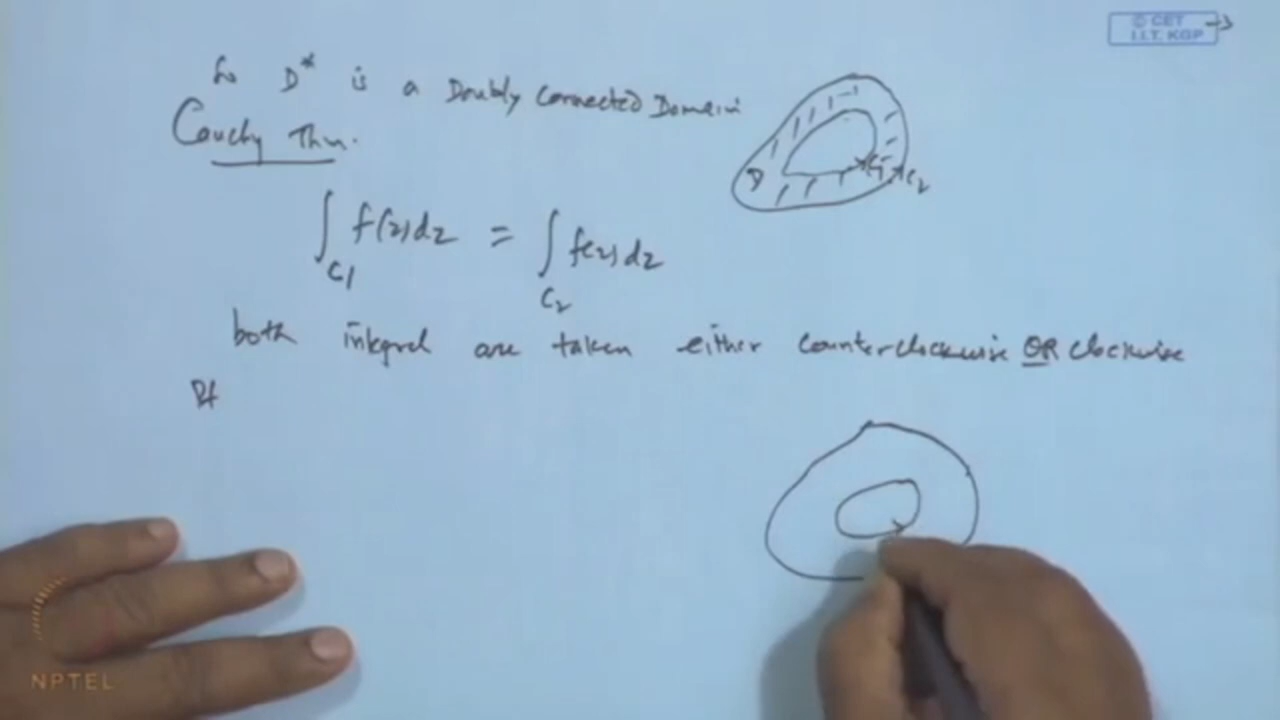 © CET
I.I.T. KGP
So D* is a Doubly Connected Domain
Cauchy Thm.
∫ f(z)dz = ∫ f(z)dz
C1 C2
D C1 C2
both integral are taken either counterclockwise OR clockwise
Pf
NPTEL